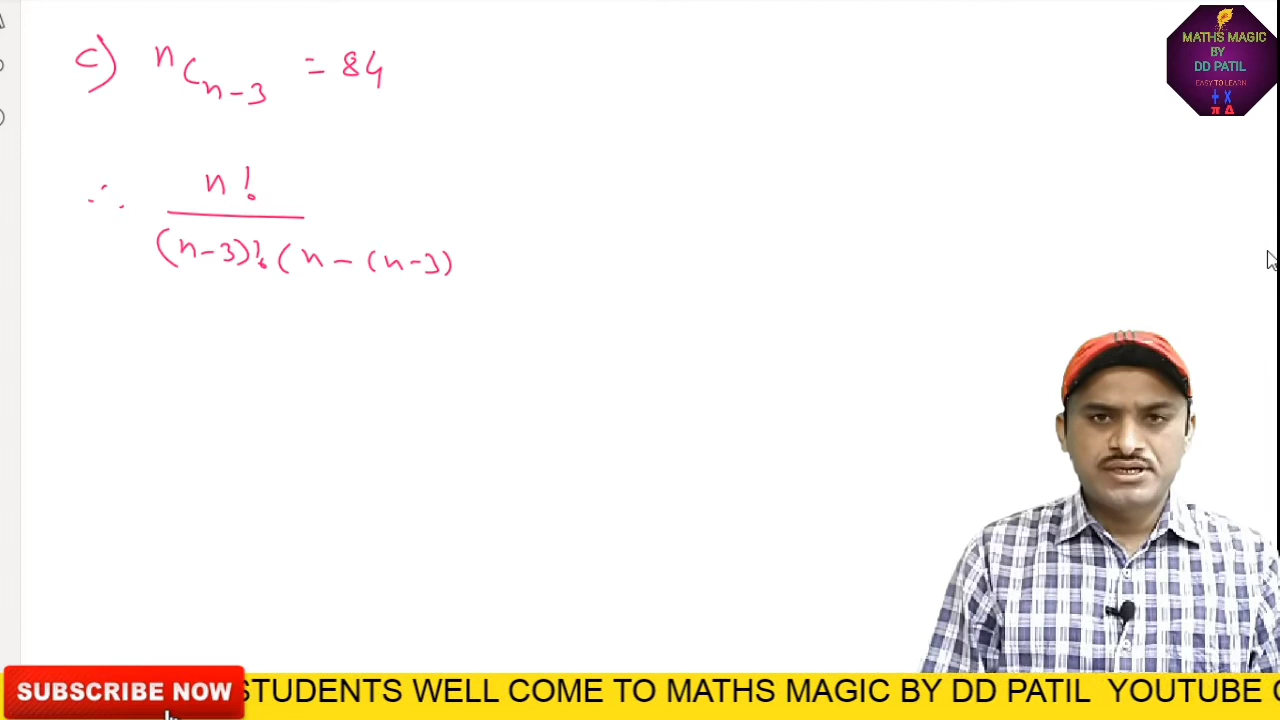 c) nCn-3 = 84
∴ n!
(n-3)! (n - (n-3)
MATHS MAGIC
BY
DD PATIL
EASY TO LEARN
+ X
π Δ
SUBSCRIBE NOW
STUDENTS WELL COME TO MATHS MAGIC BY DD PATIL YOUTUBE